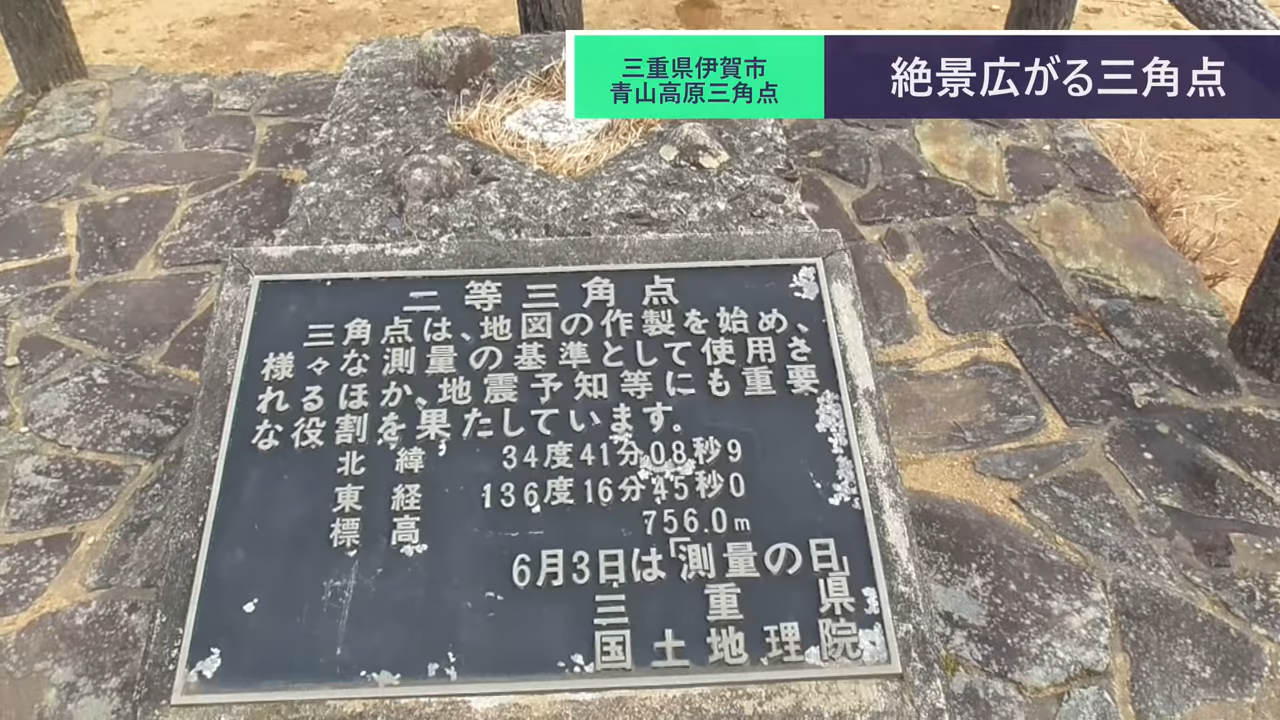 三重県伊賀市
青山高原三角点
絶景広がる三角点
二等三角点
三角点は、地図の作製を始め、
様々な測量の基準として使用さ
れるほか、地震予知等にも重要
な役割を果たしています。
北緯 34度41分08秒9
東経 136度16分45秒0
標高 756.0m
6月3日は「測量の日」
三重県
国土地理院